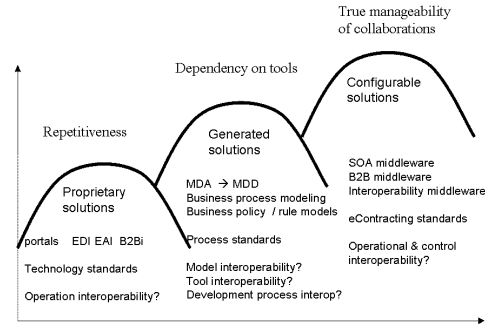 True manageability
of collaborations
Dependency on tools
Repetitiveness
Configurable
solutions
Generated
solutions
Proprietary
solutions
portals EDI EAI B2Bi
Technology standards
Operation interoperability?
MDA → MDD
Business process modeling
Business policy / rule models
Process standards
Model interoperability?
Tool interoperability?
Development process interop?
SOA middleware
B2B middleware
Interoperability middleware
eContracting standards
Operational & control
interoperability?